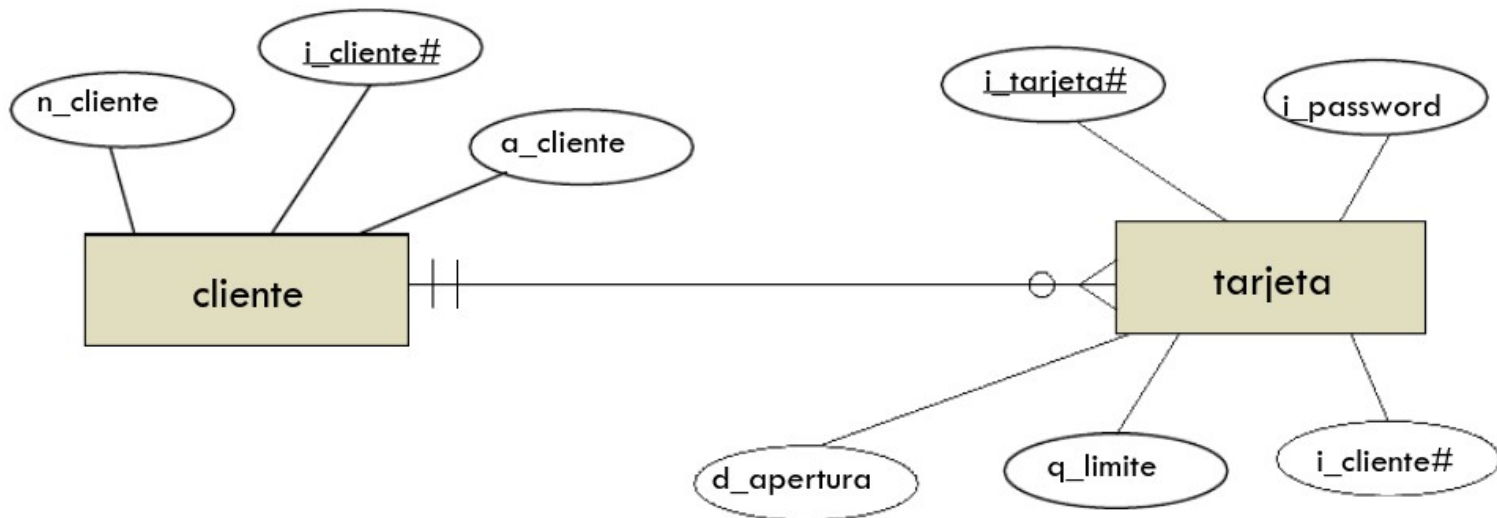 n_cliente
i_cliente#
a_cliente
cliente
i_tarjeta#
i_password
tarjeta
d_apertura
q_limite
i_cliente#